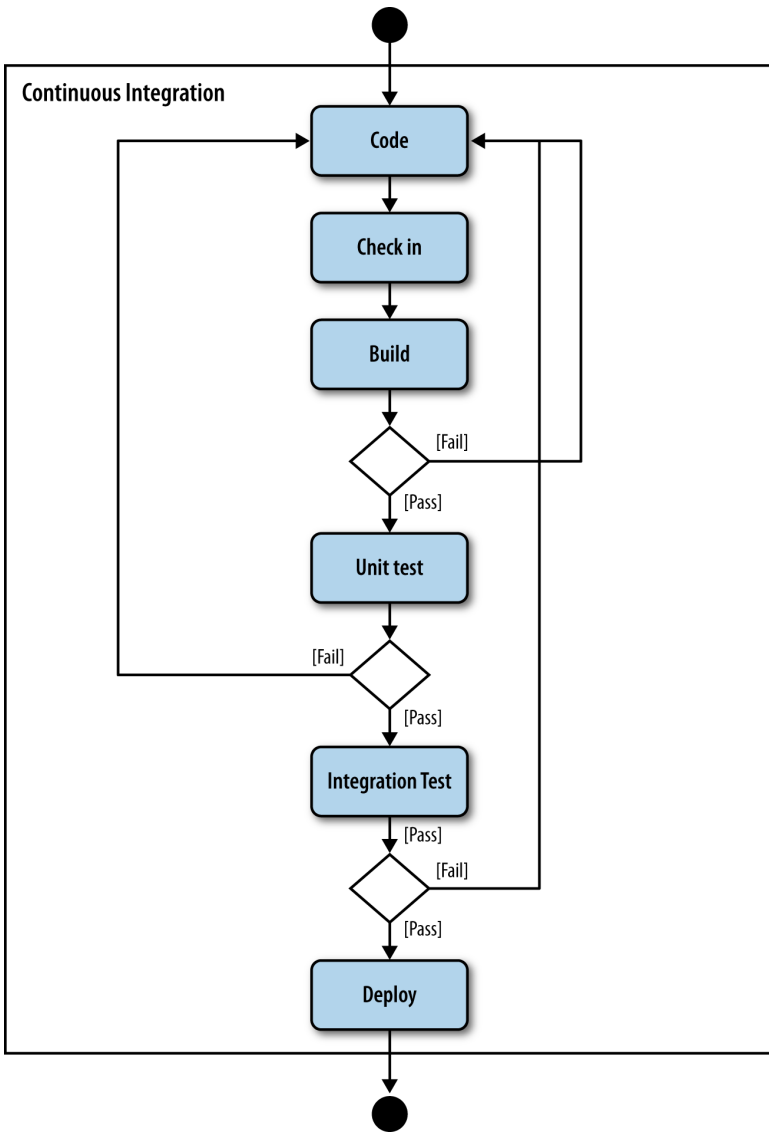 Continuous Integration
Code
Check in
Build
[Fail]
[Pass]
Unit test
[Fail]
[Pass]
Integration Test
[Pass]
[Fail]
[Pass]
Deploy